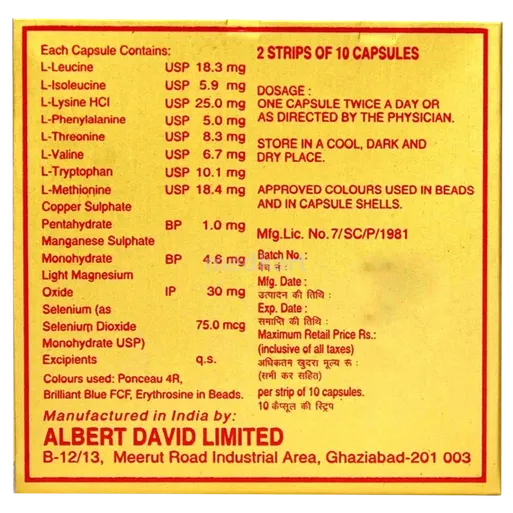 Each Capsule Contains:
L-Leucine USP 18.3 mg
L-Isoleucine USP 5.9 mg
L-Lysine HCl USP 25.0 mg
L-Phenylalanine USP 5.0 mg
L-Threonine USP 8.3 mg
L-Valine USP 6.7 mg
L-Tryptophan USP 10.1 mg
L-Methionine USP 18.4 mg
Copper Sulphate
Pentahydrate BP 1.0 mg
Manganese Sulphate
Monohydrate BP 4.6 mg
Light Magnesium
Oxide IP 30 mg
Selenium (as
Selenium Dioxide 75.0 mcg
Monohydrate USP)
Excipients q.s.
Colours used: Ponceau 4R,
Brilliant Blue FCF, Erythrosine in Beads.
2 STRIPS OF 10 CAPSULES
DOSAGE :
ONE CAPSULE TWICE A DAY OR
AS DIRECTED BY THE PHYSICIAN.
STORE IN A COOL, DARK AND
DRY PLACE.
APPROVED COLOURS USED IN BEADS
AND IN CAPSULE SHELLS.
Mfg.Lic. No.7/SC/P/1981
Batch No. :
बैच नं :
Mfg. Date :
उत्पादन की तिथि :
Exp. Date :
समाप्ति की तिथि :
Maximum Retail Price Rs.:
(inclusive of all taxes)
अधिकतम खुदरा मूल्य रू :
(सभी कर सहित)
per strip of 10 capsules.
10 कैप्सूल की स्ट्रिप
Manufactured in India by:
ALBERT DAVID LIMITED
B-12/13, Meerut Road Industrial Area, Ghaziabad-201 003